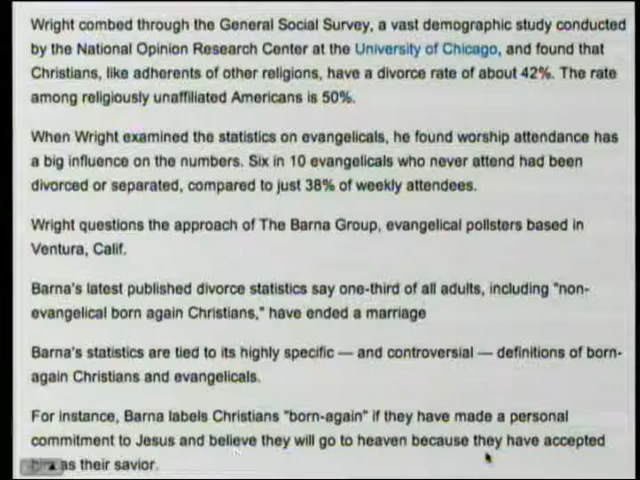 Wright combed through the General Social Survey, a vast demographic study conducted
by the National Opinion Research Center at the University of Chicago, and found that
Christians, like adherents of other religions, have a divorce rate of about 42%. The rate
among religiously unaffiliated Americans is 50%.
When Wright examined the statistics on evangelicals, he found worship attendance has
a big influence on the numbers. Six in 10 evangelicals who never attend had been
divorced or separated, compared to just 38% of weekly attendees.
Wright questions the approach of The Barna Group, evangelical pollsters based in
Ventura, Calif.
Barna's latest published divorce statistics say one-third of all adults, including "non-
evangelical born again Christians," have ended a marriage
Barna's statistics are tied to its highly specific — and controversial — definitions of born-
again Christians and evangelicals.
For instance, Barna labels Christians "born-again" if they have made a personal
commitment to Jesus and believe they will go to heaven because they have accepted
as their savior.